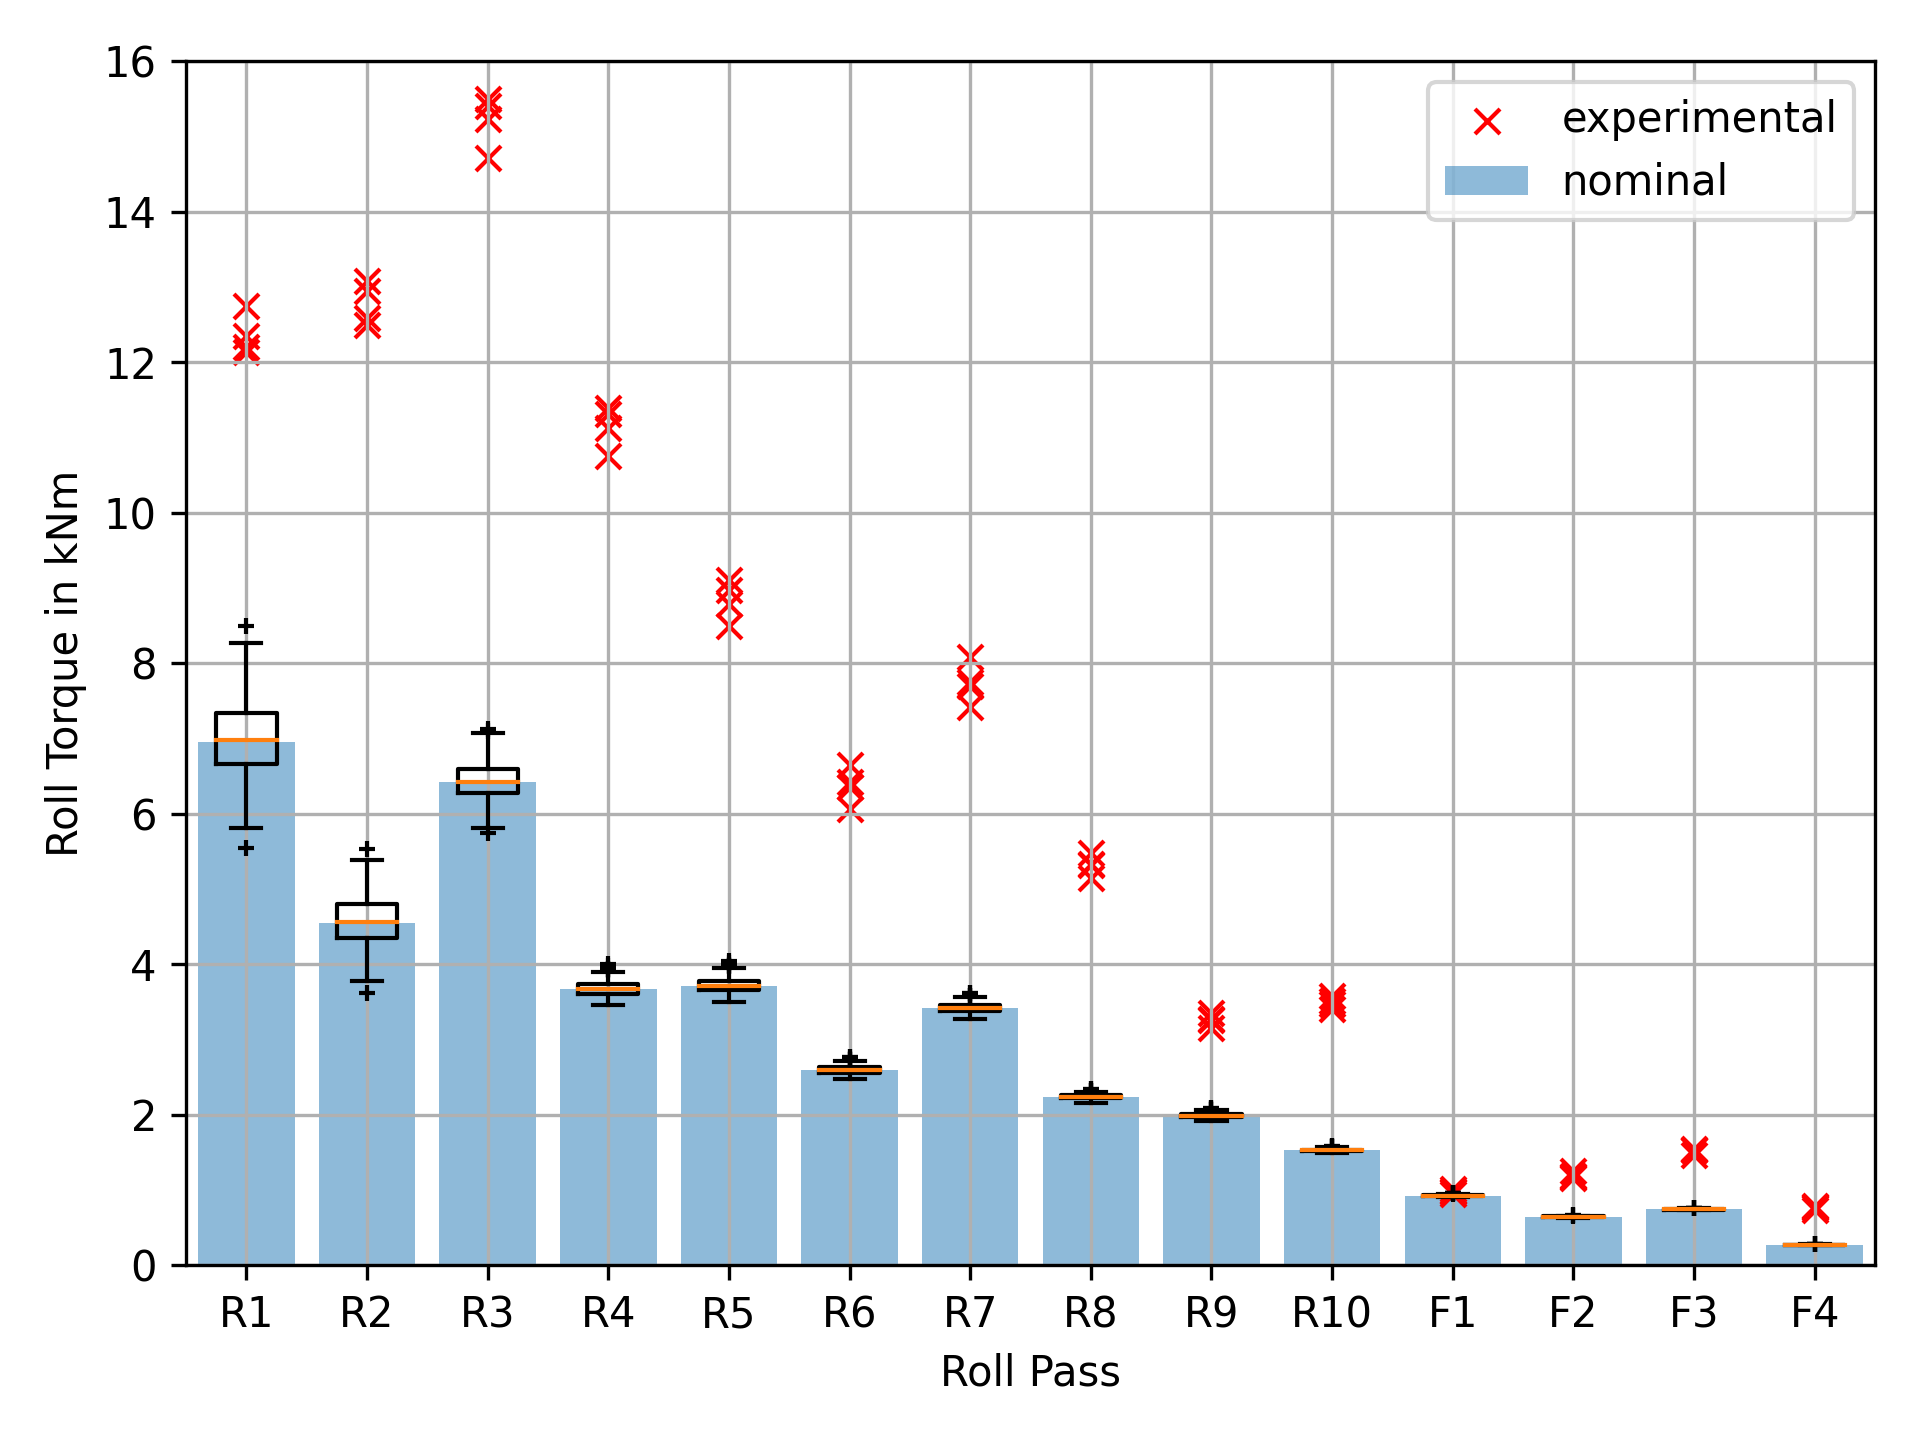 16
14
12
10
8
6
4
2
0
Roll Torque in kNm
experimental
nominal
R1 R2 R3 R4 R5 R6 R7 R8 R9 R10 F1 F2 F3 F4
Roll Pass